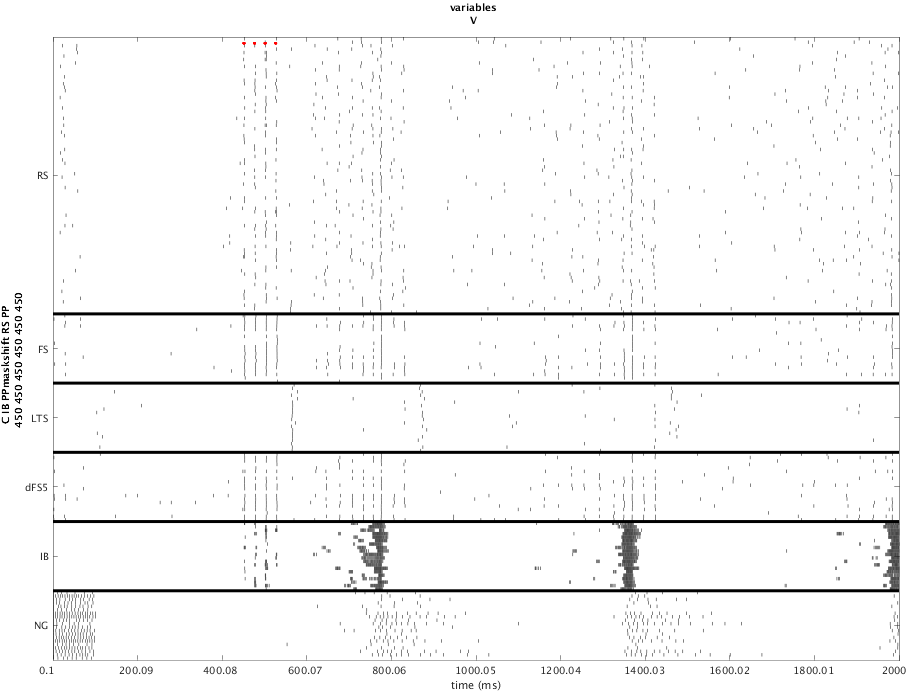 variables
V
C IB PPmaskshift RS PP
450 450 450 450 450 450
RS
FS
LTS
dFS5
IB
NG
0.1 200.09 400.08 600.07 800.06 1000.05 1200.04 1400.03 1600.02 1800.01 2000
time (ms)